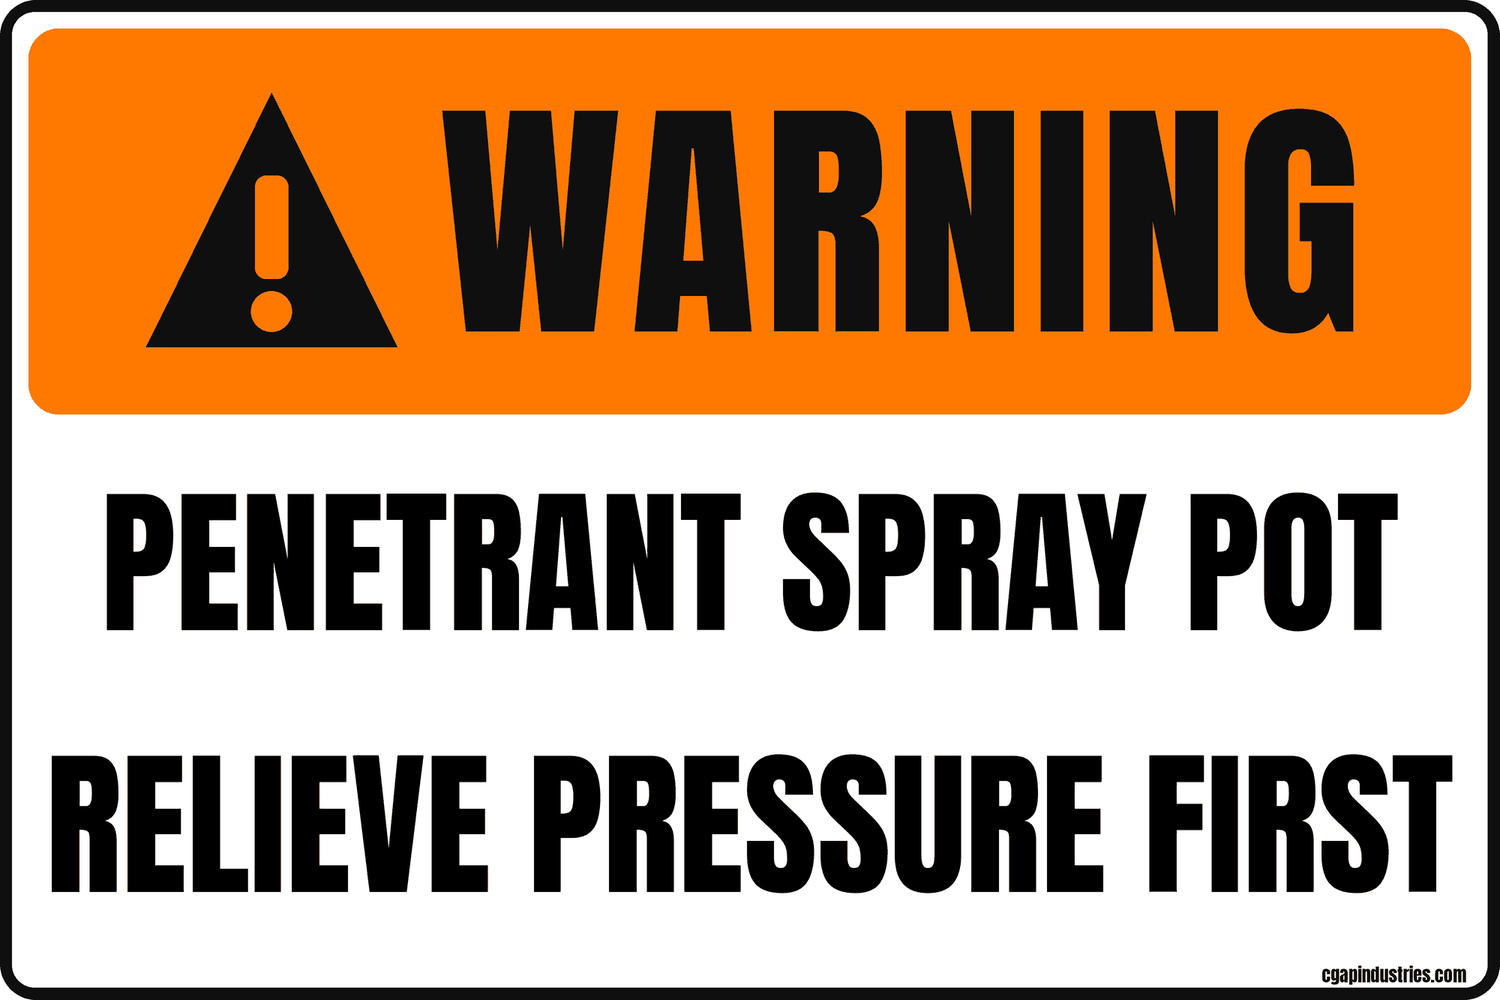 WARNING
PENETRANT SPRAY POT
RELIEVE PRESSURE FIRST
cgapindustries.com